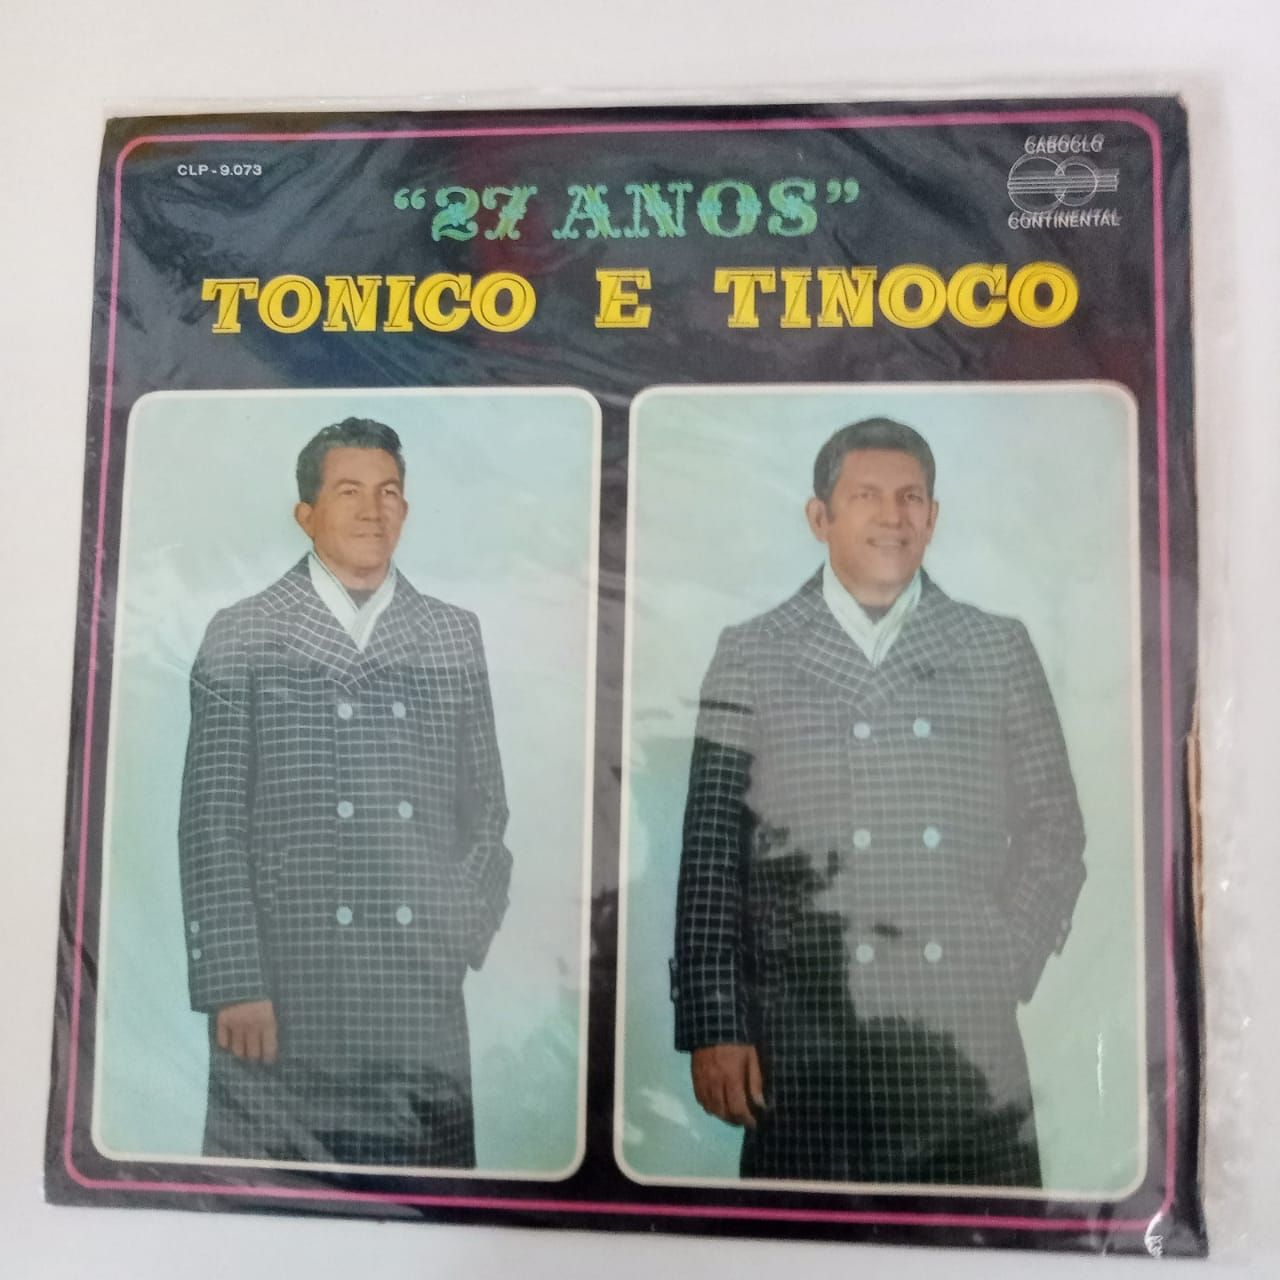 CLP - 9.073
CABOCLO
CONTINENTAL
“27 ANOS”
TONICO E TINOCO